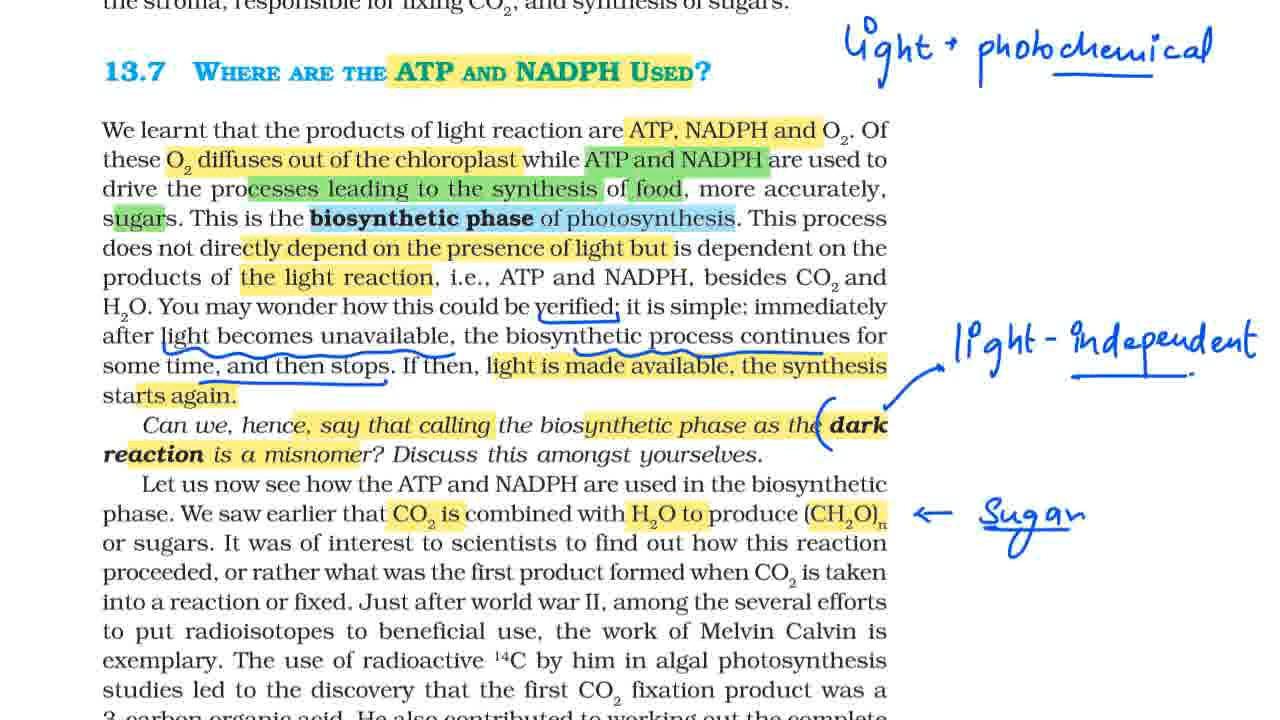 the stroma, responsible for fixing CO2, and synthesis of sugars.
light → photochemical
13.7 WHERE ARE THE ATP AND NADPH USED?
We learnt that the products of light reaction are ATP, NADPH and O2. Of
these O2 diffuses out of the chloroplast while ATP and NADPH are used to
drive the processes leading to the synthesis of food, more accurately,
sugars. This is the biosynthetic phase of photosynthesis. This process
does not directly depend on the presence of light but is dependent on the
products of the light reaction, i.e., ATP and NADPH, besides CO2 and
H2O. You may wonder how this could be verified; it is simple: immediately
after light becomes unavailable, the biosynthetic process continues for
some time, and then stops. If then, light is made available, the synthesis
starts again.
light - independent
Can we, hence, say that calling the biosynthetic phase as the dark
reaction is a misnomer? Discuss this amongst yourselves.
Let us now see how the ATP and NADPH are used in the biosynthetic
phase. We saw earlier that CO2 is combined with H2O to produce (CH2O)n
← Sugar
or sugars. It was of interest to scientists to find out how this reaction
proceeded, or rather what was the first product formed when CO2 is taken
into a reaction or fixed. Just after world war II, among the several efforts
to put radioisotopes to beneficial use, the work of Melvin Calvin is
exemplary. The use of radioactive 14C by him in algal photosynthesis
studies led to the discovery that the first CO2 fixation product was a
3-carbon organic acid. He also contributed to working out the complete